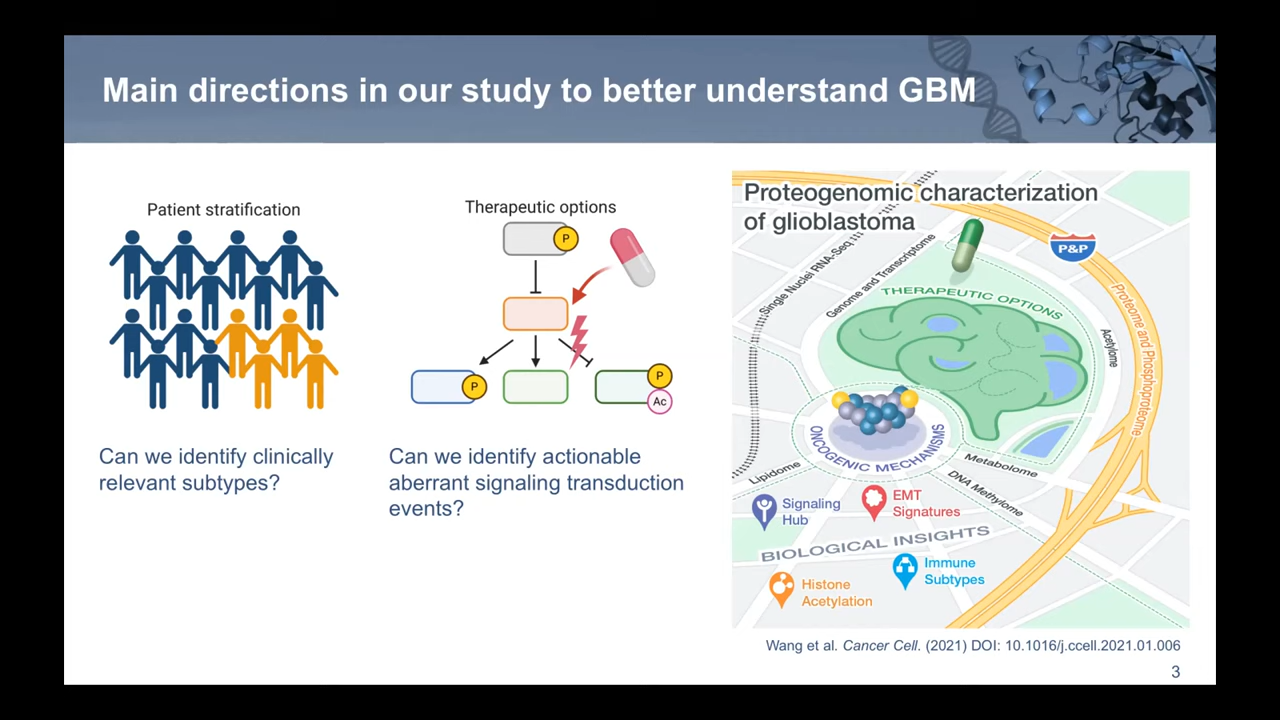 Main directions in our study to better understand GBM
Patient stratification
Can we identify clinically
relevant subtypes?
Therapeutic options
P
P
P
Ac
Can we identify actionable
aberrant signaling transduction
events?
Proteogenomic characterization
of glioblastoma
P&P
Single Nuclei RNA-Seq
Genome and Transcriptome
THERAPEUTIC OPTIONS
Proteome and Phosphoproteome
Acetylome
ONCOGENIC MECHANISMS
Lipidome
Metabolome
DNA Methylome
Signaling
Hub
EMT
Signatures
BIOLOGICAL INSIGHTS
Histone
Acetylation
Immune
Subtypes
Wang et al. Cancer Cell. (2021) DOI: 10.1016/j.ccell.2021.01.006
3